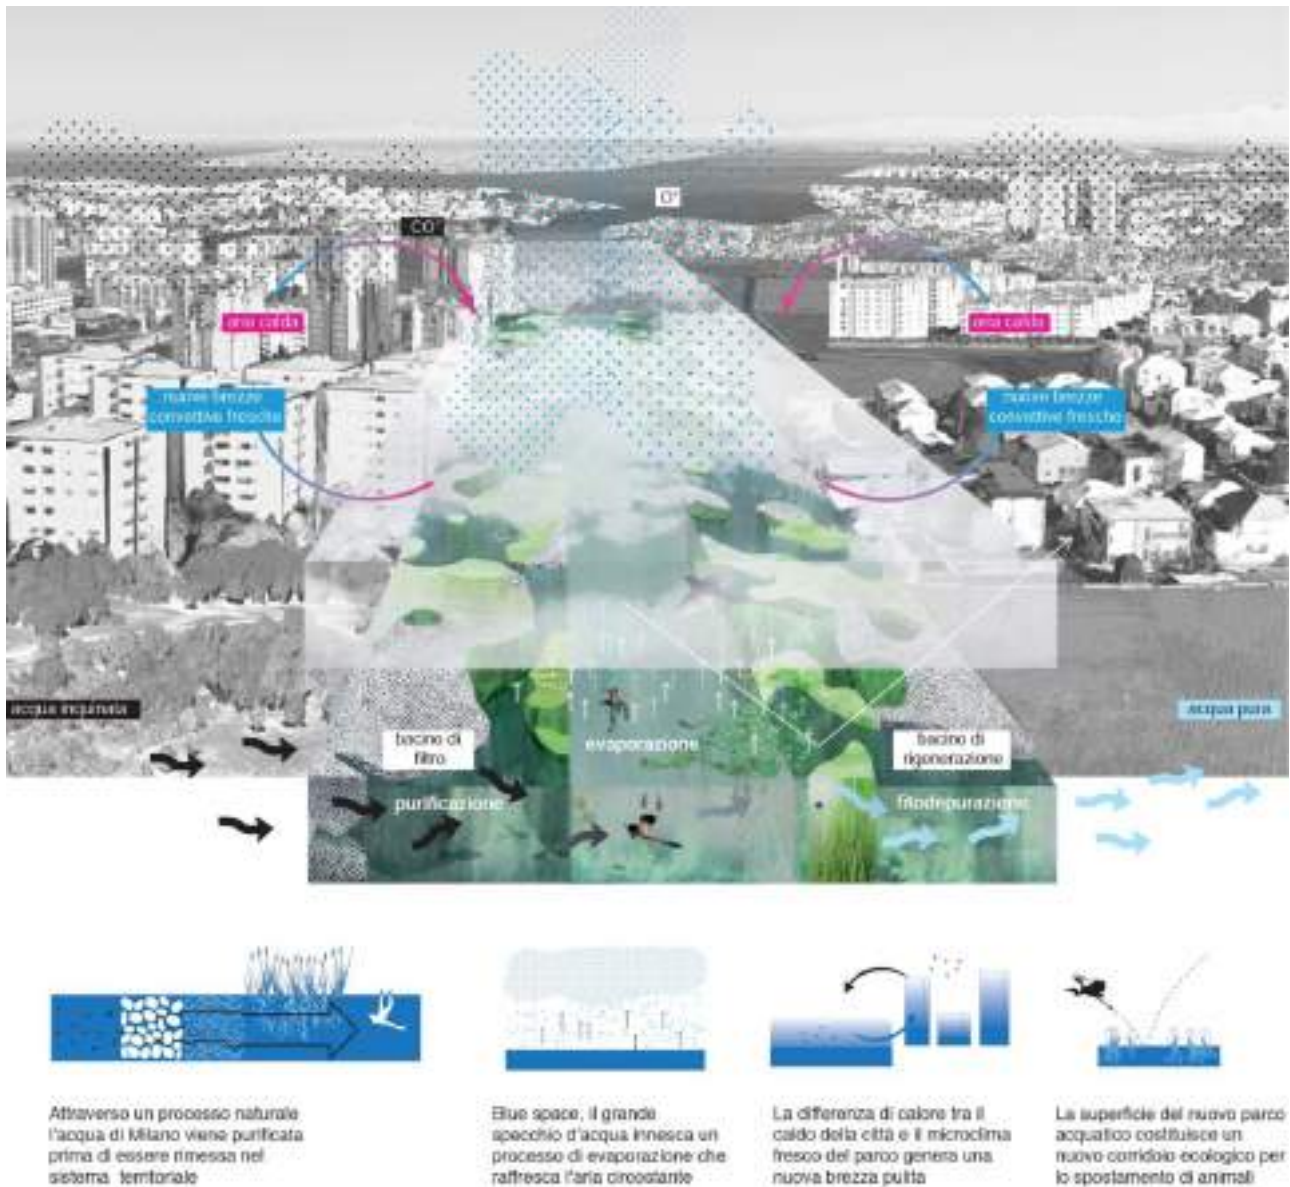 CO²
O²
aria calda
aria calda
nuove brezze
convettive fresche
nuove brezze
convettive fresche
acqua inquinata
acqua pura
bacino di
filtro
evaporazione
bacino di
rigenerazione
purificazione
fitodepurazione
Attraverso un processo naturale
l'acqua di Milano viene purificata
prima di essere rimessa nel
sistema territoriale
Blue space, il grande
specchio d'acqua innesca un
processo di evaporazione che
raffresca l'aria circostante
La differenza di calore tra il
caldo della città e il microclima
fresco del parco genera una
nuova brezza pulita
La superficie del nuovo parco
acquatico costituisce un
nuovo corridoio ecologico per
lo spostamento di animali